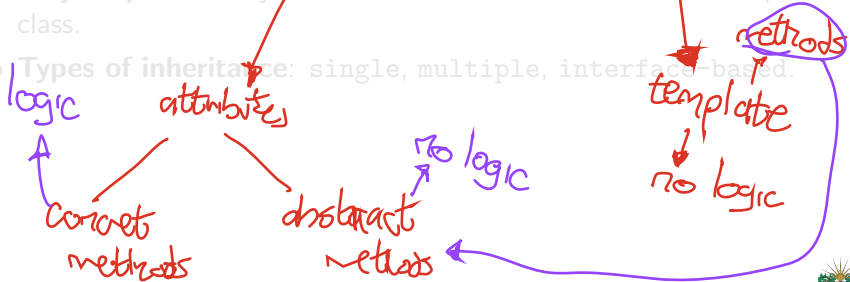 class.
methods
Types of inheritance: single, multiple, interface-based.
logic
attributes
template
no logic
no logic
concret
methods
abstract
methods